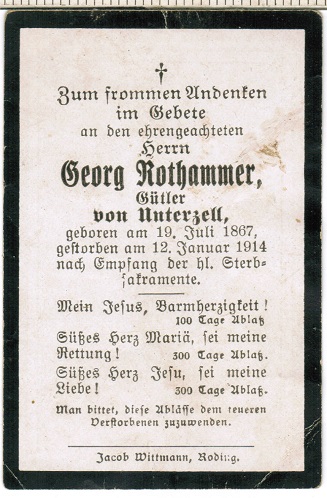 Zum frommen Andenken
im Gebete
an den ehrengeachteten
Herrn
Georg Rothammer,
Gütler
von Unterzell,
geboren am 19. Juli 1867,
gestorben am 12. Januar 1914
nach Empfang der hl. Sterb-
sakramente.
Mein Jesus, Barmherzigkeit!
100 Tage Ablaß
Süßes Herz Mariä, sei meine
Rettung! 300 Tage Ablaß.
Süßes Herz Jesu, sei meine
Liebe! 300 Tage Ablaß.
Man bittet, diese Ablässe dem teueren
Verstorbenen zuzuwenden.
Jacob Wittmann, Roding.